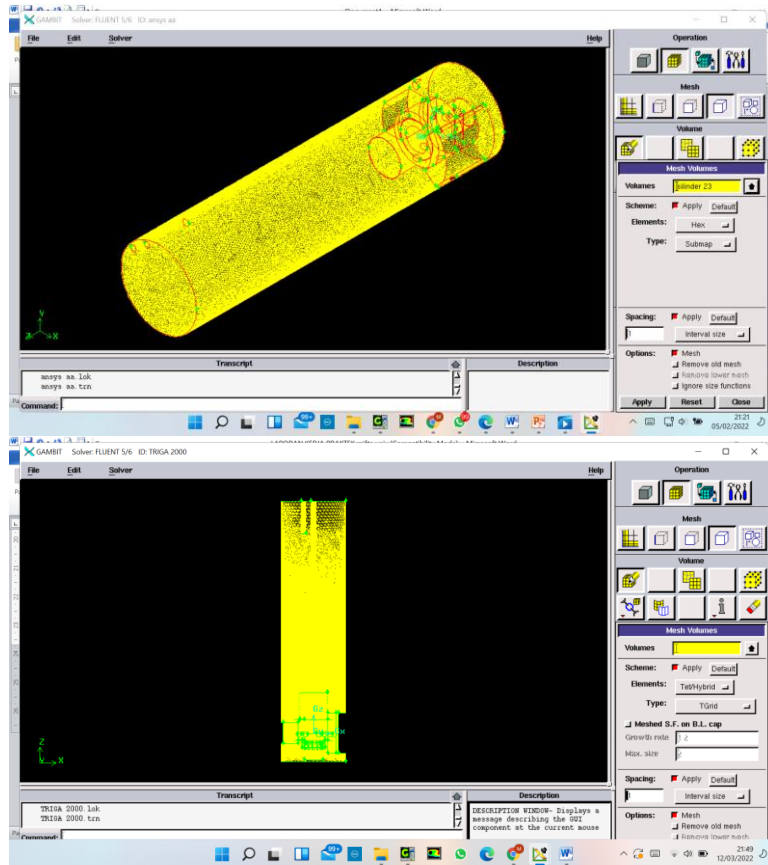 GAMBIT Solver: FLUENT 5/6 ID: ansys aa
File Edit Solver Help
Operation
Mesh
Volume
Mesh Volumes
Volumes silinder 23
Scheme: Apply Default
Elements: Hex
Type: Submap
Spacing: Apply Default
1 Interval size
Options: Mesh
Remove old mesh
Remove lower mesh
Ignore size functions
Apply Reset Close
Y
Z X
Transcript Description
ansys aa.lok
ansys aa.trn
Command:
99+
21:21
05/02/2022
GAMBIT Solver: FLUENT 5/6 ID: TRIGA 2000
File Edit Solver Help
Operation
Mesh
Volume
Mesh Volumes
Volumes
Scheme: Apply Default
Elements: Tet/Hybrid
Type: TGrid
Meshed S.F. on B.L. cap
Growth rate
Max. size
Spacing: Apply Default
Interval size
Options: Mesh
Remove old mesh
Remove lower mesh
Z
Y X
Transcript Description
TRIGA 2000.lok
TRIGA 2000.trn
DESCRIPTION WINDOW- Displays a
message describing the GUI
component at the current mouse
Command:
99+
21:49
12/03/2022